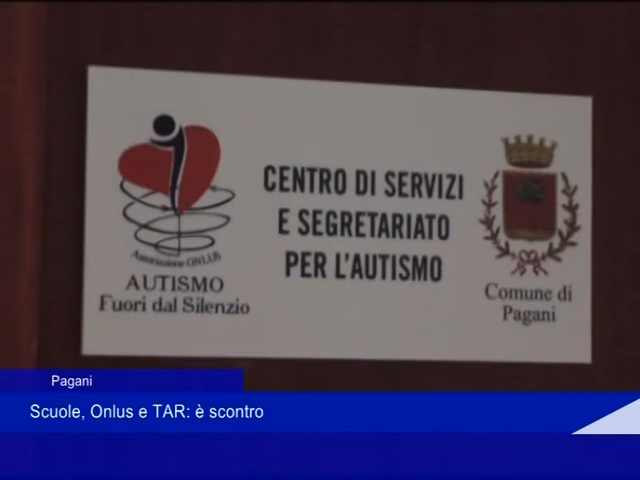 CENTRO DI SERVIZI
E SEGRETARIATO
PER L'AUTISMO
Associazione ONLUS
AUTISMO
Fuori dal Silenzio
Comune di
Pagani
Pagani
Scuole, Onlus e TAR: è scontro